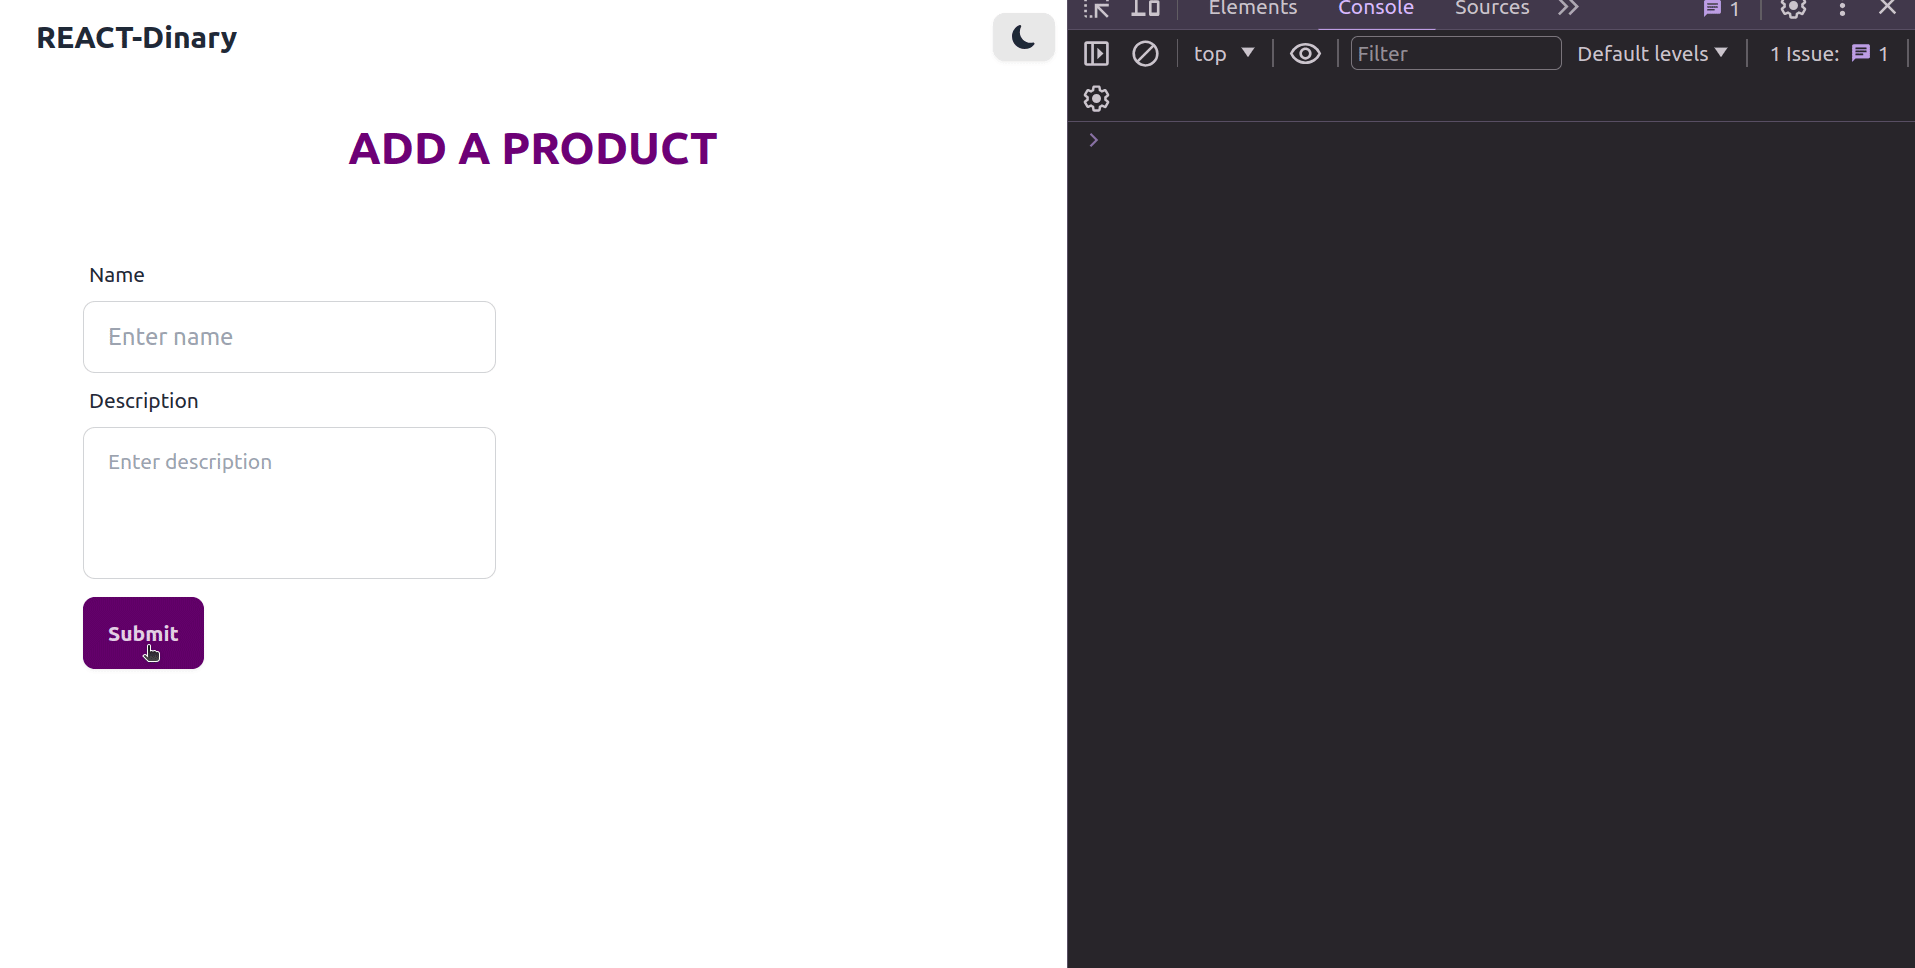 REACT-Dinary
ADD A PRODUCT
Name
Enter name
Description
Enter description
Submit
Elements Console Sources 1
top Filter Default levels 1 Issue: 1